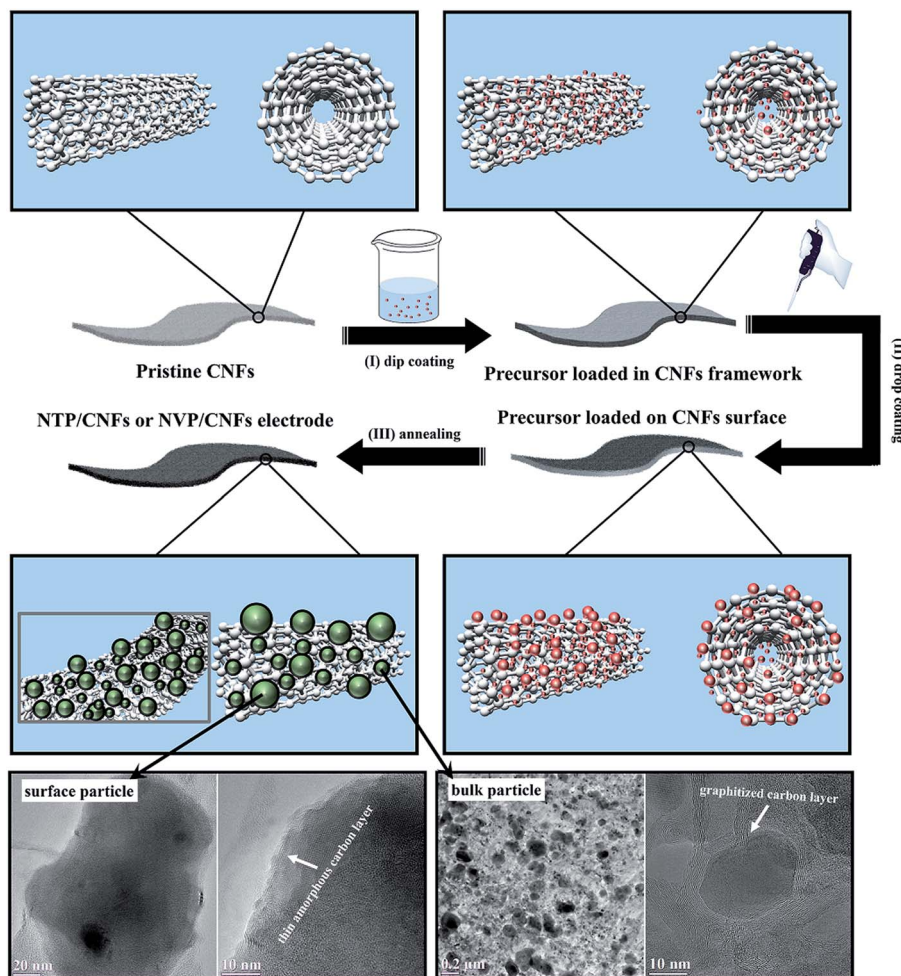 (I) dip coating
Pristine CNFs
Precursor loaded in CNFs framework
(II) drop coating
NTP/CNFs or NVP/CNFs electrode
Precursor loaded on CNFs surface
(III) annealing
surface particle
bulk particle
graphitized carbon layer
thin amorphous carbon layer
20 nm
10 nm
0.2 µm
10 nm